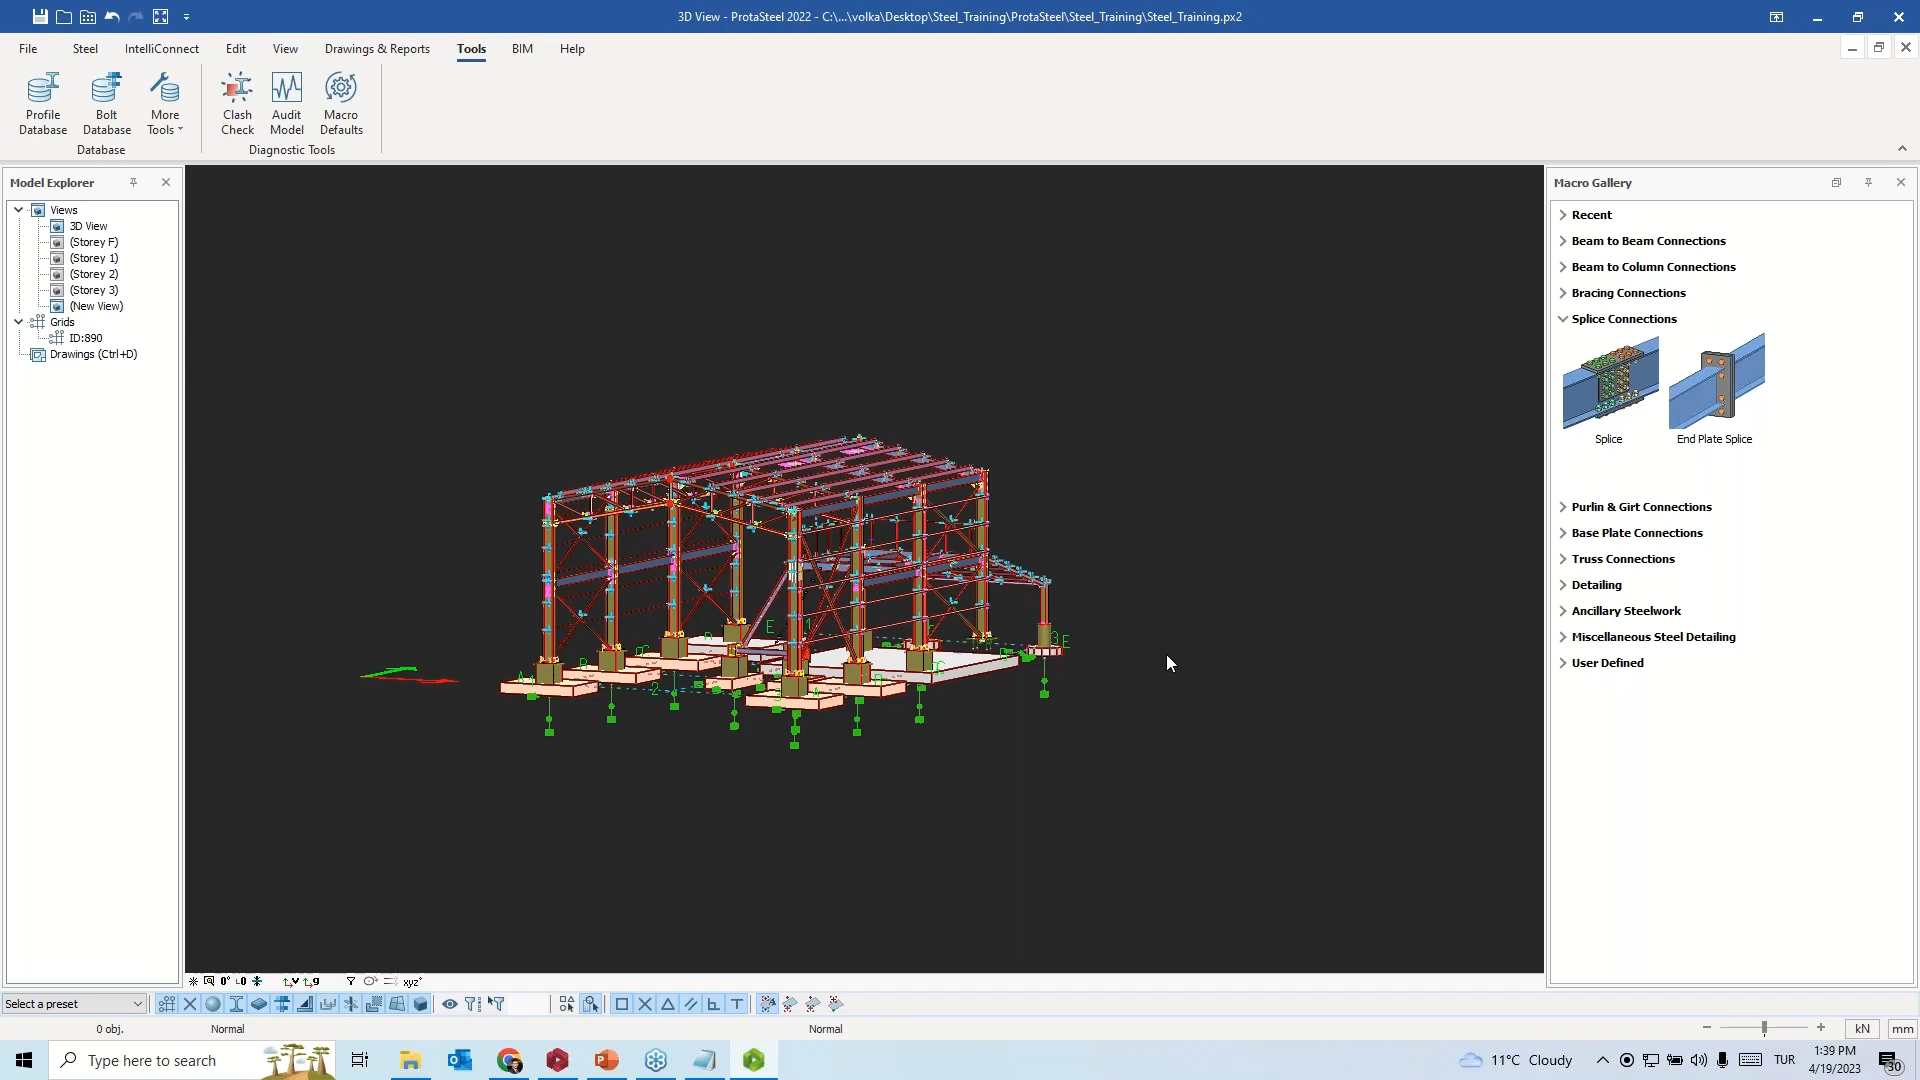 3D View - ProtaSteel 2022 - C:\...\volka\Desktop\Steel_Training\ProtaSteel\Steel_Training\Steel_Training.px2
File Steel IntelliConnect Edit View Drawings & Reports Tools BIM Help
Profile Database
Bolt Database
More Tools
Clash Check
Audit Model
Macro Defaults
Database
Diagnostic Tools
Model Explorer
Views
3D View
(Storey F)
(Storey 1)
(Storey 2)
(Storey 3)
(New View)
Grids
ID:890
Drawings (Ctrl+D)
Macro Gallery
Recent
Beam to Beam Connections
Beam to Column Connections
Bracing Connections
Splice Connections
Splice
End Plate Splice
Purlin & Girt Connections
Base Plate Connections
Truss Connections
Detailing
Ancillary Steelwork
Miscellaneous Steel Detailing
User Defined
Select a preset
0 obj.
Normal
Normal
kN
mm
Type here to search
11°C Cloudy
TUR
1:39 PM
4/19/2023
30